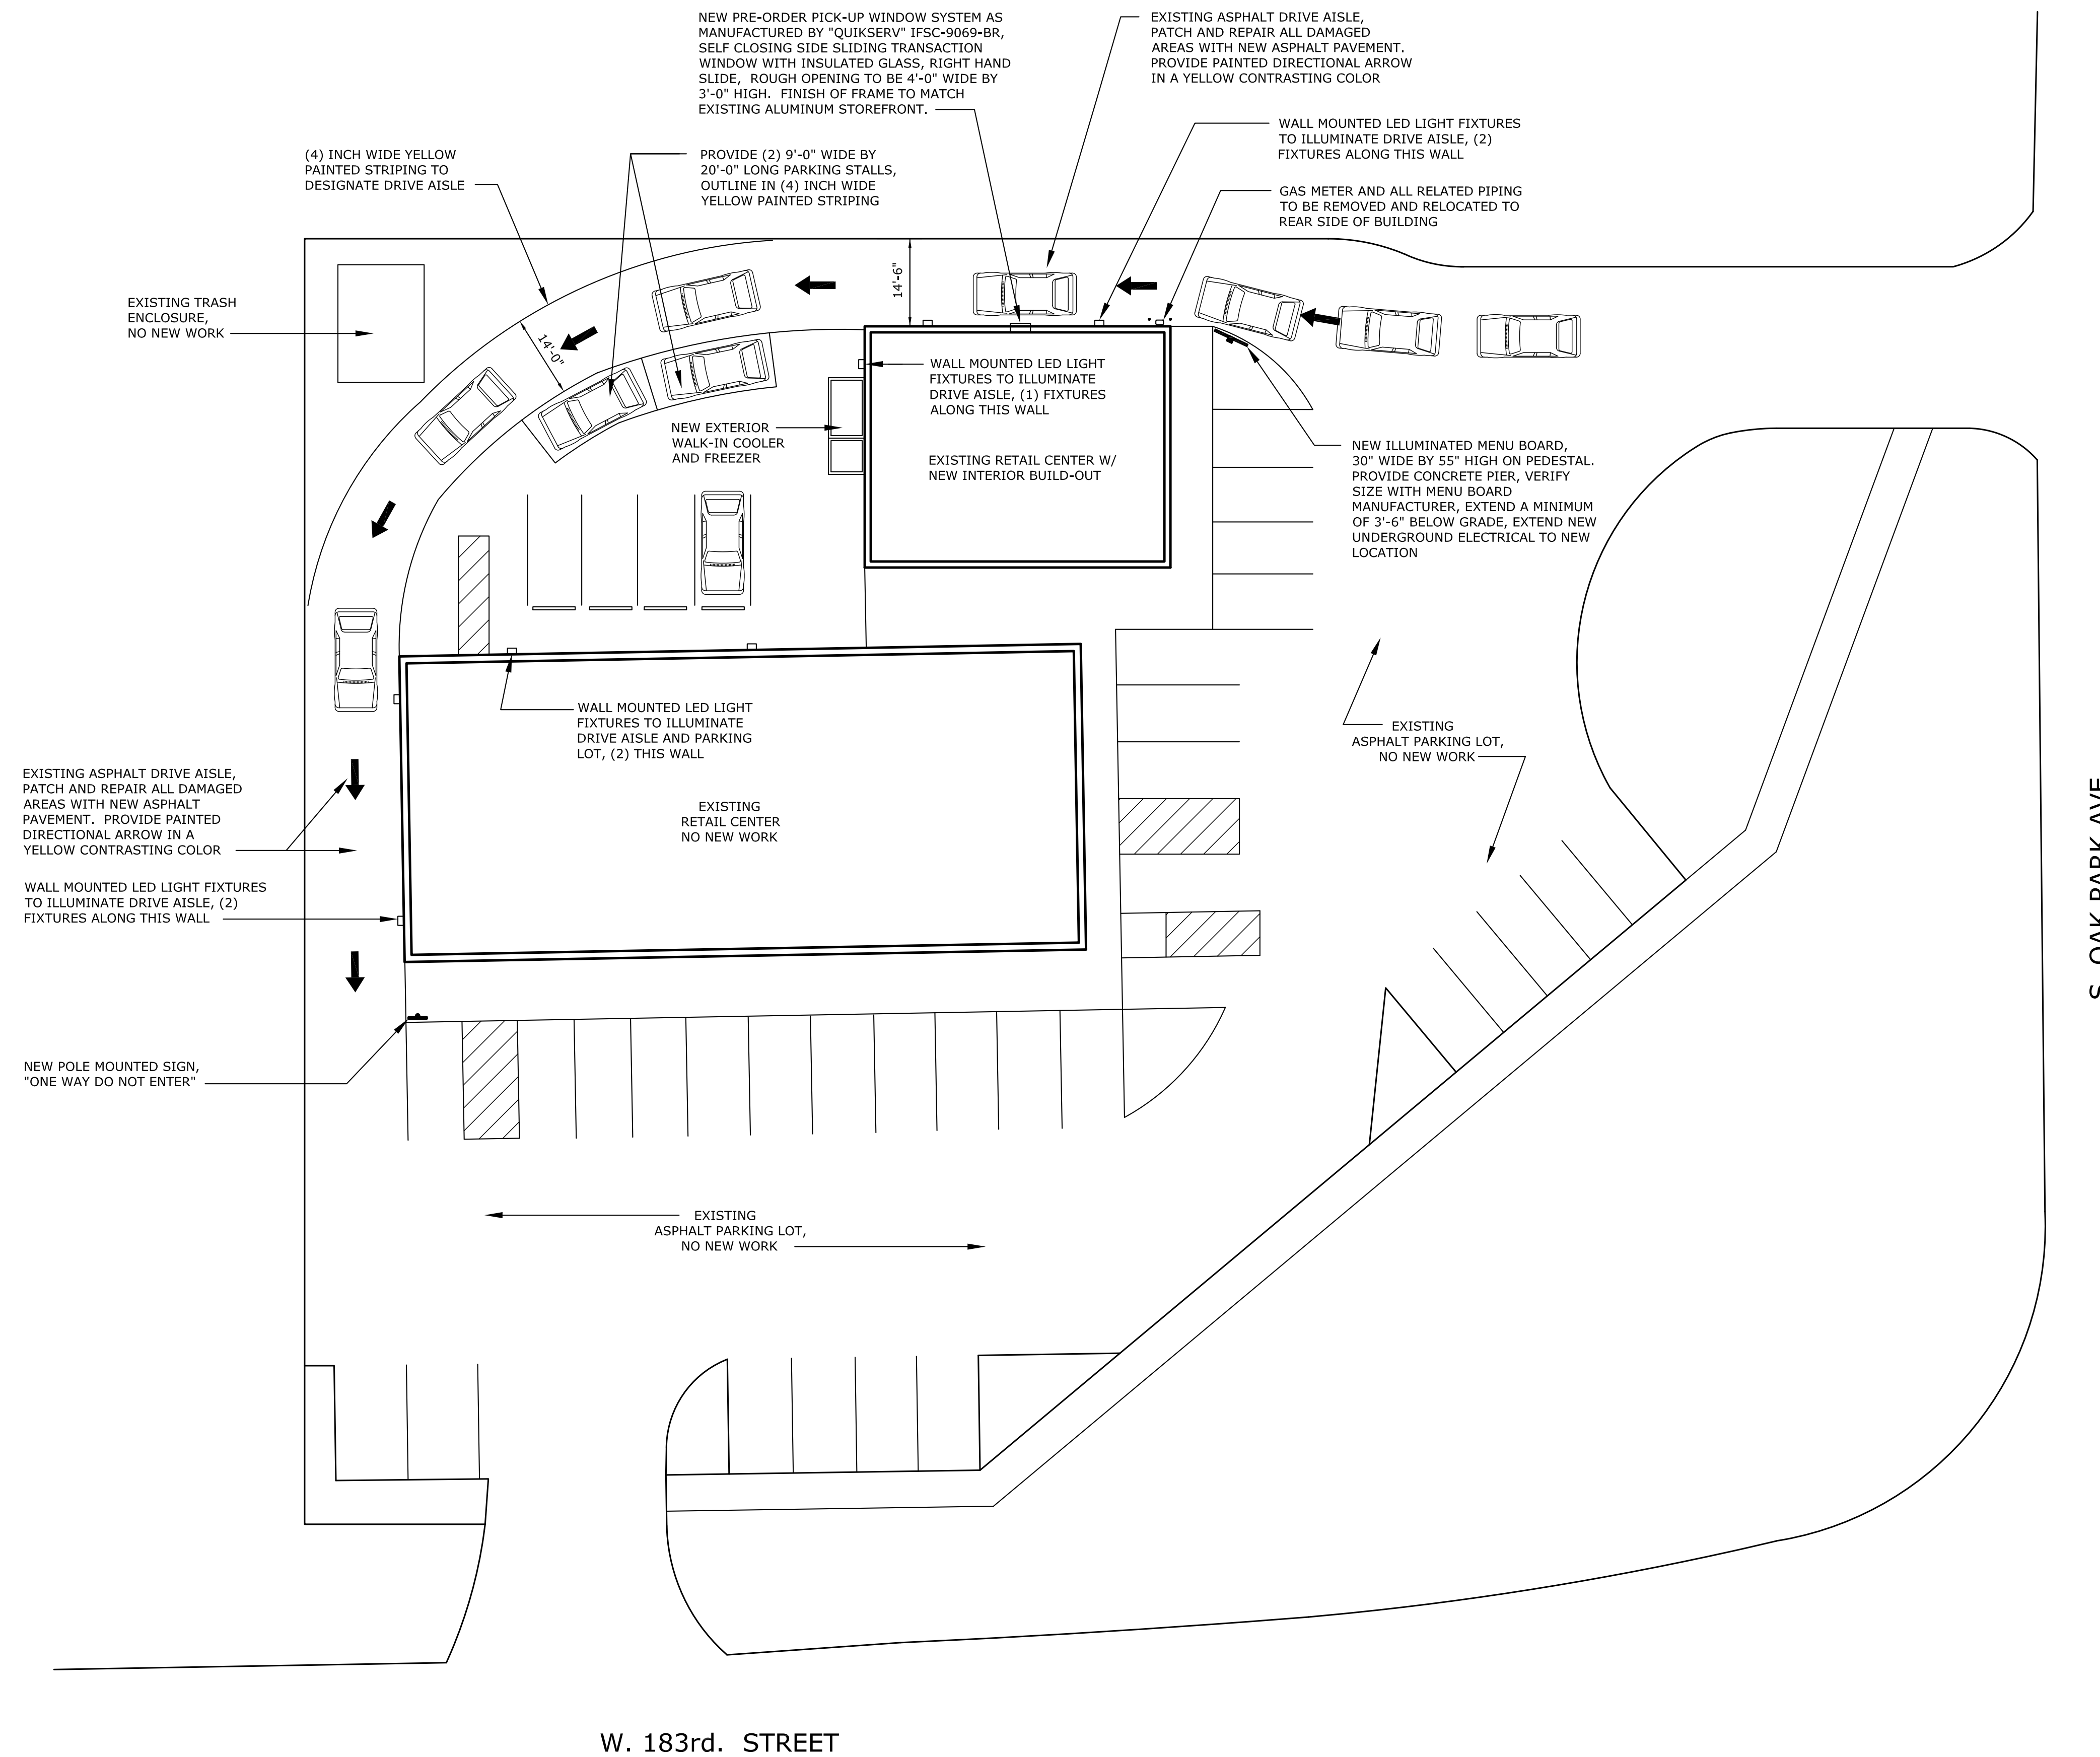 NEW PRE-ORDER PICK-UP WINDOW SYSTEM AS
MANUFACTURED BY "QUIKSERV" IFSC-9069-BR,
SELF CLOSING SIDE SLIDING TRANSACTION
WINDOW WITH INSULATED GLASS, RIGHT HAND
SLIDE, ROUGH OPENING TO BE 4'-0" WIDE BY
3'-0" HIGH. FINISH OF FRAME TO MATCH
EXISTING ALUMINUM STOREFRONT.
EXISTING ASPHALT DRIVE AISLE,
PATCH AND REPAIR ALL DAMAGED
AREAS WITH NEW ASPHALT PAVEMENT.
PROVIDE PAINTED DIRECTIONAL ARROW
IN A YELLOW CONTRASTING COLOR
WALL MOUNTED LED LIGHT FIXTURES
TO ILLUMINATE DRIVE AISLE, (2)
FIXTURES ALONG THIS WALL
(4) INCH WIDE YELLOW
PAINTED STRIPING TO
DESIGNATE DRIVE AISLE
PROVIDE (2) 9'-0" WIDE BY
20'-0" LONG PARKING STALLS,
OUTLINE IN (4) INCH WIDE
YELLOW PAINTED STRIPING
GAS METER AND ALL RELATED PIPING
TO BE REMOVED AND RELOCATED TO
REAR SIDE OF BUILDING
14'-6"
EXISTING TRASH
ENCLOSURE,
NO NEW WORK
14'-0"
WALL MOUNTED LED LIGHT
FIXTURES TO ILLUMINATE
DRIVE AISLE, (1) FIXTURES
ALONG THIS WALL
NEW EXTERIOR
WALK-IN COOLER
AND FREEZER
EXISTING RETAIL CENTER W/
NEW INTERIOR BUILD-OUT
NEW ILLUMINATED MENU BOARD,
30" WIDE BY 55" HIGH ON PEDESTAL.
PROVIDE CONCRETE PIER, VERIFY
SIZE WITH MENU BOARD
MANUFACTURER, EXTEND A MINIMUM
OF 3'-6" BELOW GRADE, EXTEND NEW
UNDERGROUND ELECTRICAL TO NEW
LOCATION
WALL MOUNTED LED LIGHT
FIXTURES TO ILLUMINATE
DRIVE AISLE AND PARKING
LOT, (2) THIS WALL
EXISTING
ASPHALT PARKING LOT,
NO NEW WORK
EXISTING ASPHALT DRIVE AISLE,
PATCH AND REPAIR ALL DAMAGED
AREAS WITH NEW ASPHALT
PAVEMENT. PROVIDE PAINTED
DIRECTIONAL ARROW IN A
YELLOW CONTRASTING COLOR
EXISTING
RETAIL CENTER
NO NEW WORK
WALL MOUNTED LED LIGHT FIXTURES
TO ILLUMINATE DRIVE AISLE, (2)
FIXTURES ALONG THIS WALL
S. OAK PARK AVE
NEW POLE MOUNTED SIGN,
"ONE WAY DO NOT ENTER"
EXISTING
ASPHALT PARKING LOT,
NO NEW WORK
W. 183rd. STREET